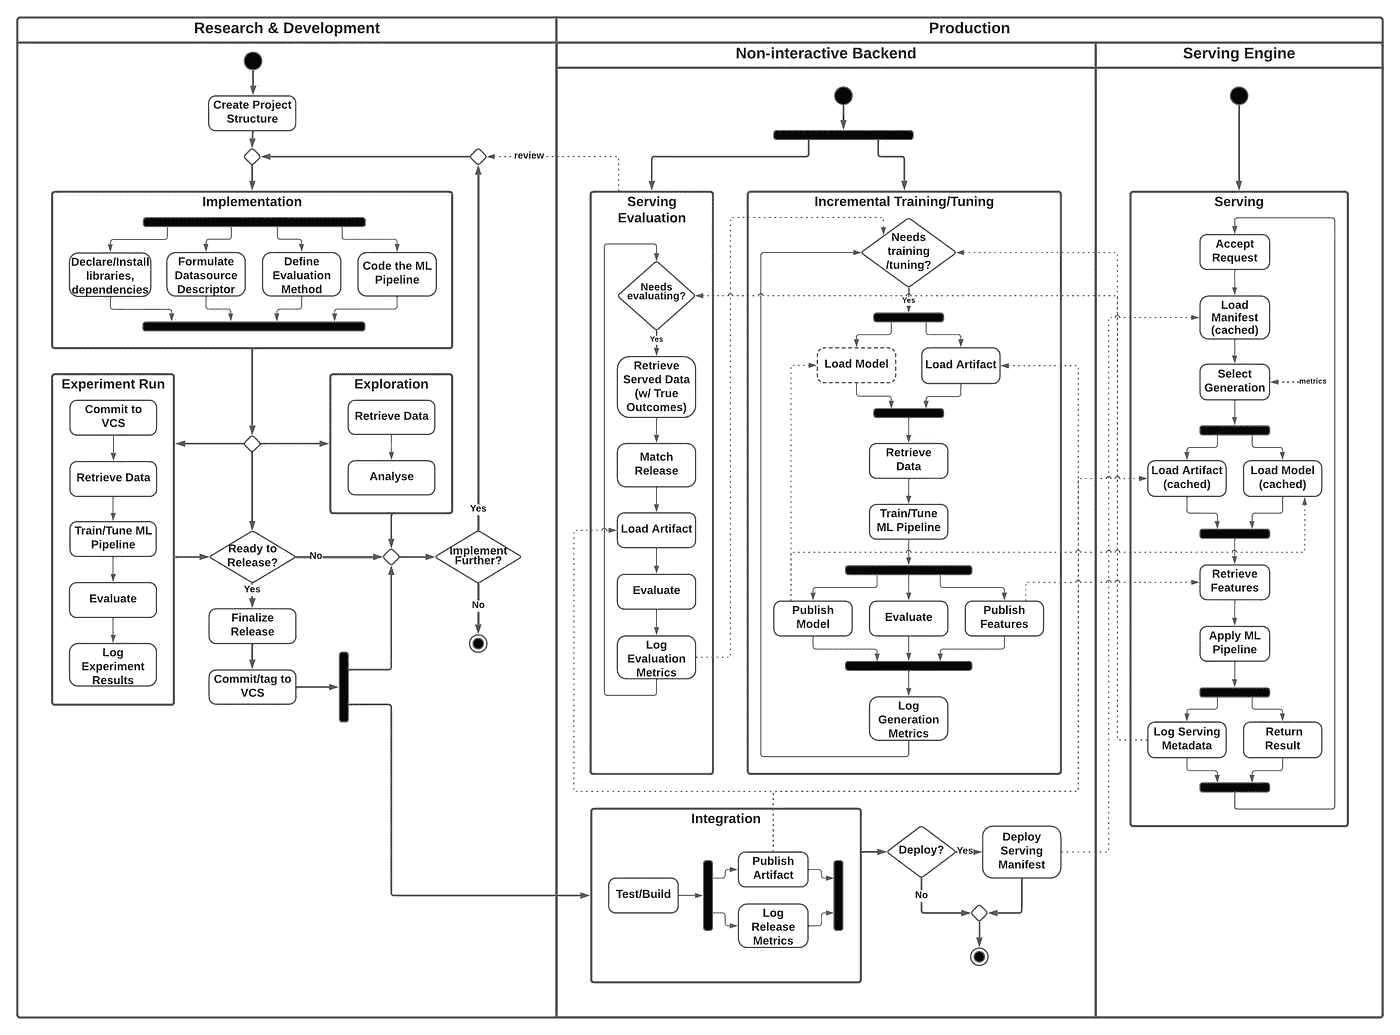 Research & Development
Production
Non-interactive Backend
Serving Engine
Create Project
Structure
review
Implementation
Declare/Install
libraries,
dependencies
Formulate
Datasource
Descriptor
Define
Evaluation
Method
Code the ML
Pipeline
Experiment Run
Commit to
VCS
Retrieve Data
Train/Tune ML
Pipeline
Evaluate
Log
Experiment
Results
Exploration
Retrieve Data
Analyse
Ready to
Release?
No
Yes
Finalize
Release
Commit/tag to
VCS
Implement
Further?
Yes
No
Serving
Evaluation
Needs
evaluating?
Yes
Retrieve
Served Data
(w/ True
Outcomes)
Match
Release
Load Artifact
Evaluate
Log
Evaluation
Metrics
Incremental Training/Tuning
Needs
training
/tuning?
Yes
Load Model
Load Artifact
Retrieve
Data
Train/Tune
ML Pipeline
Publish
Model
Evaluate
Publish
Features
Log
Generation
Metrics
Integration
Test/Build
Publish
Artifact
Log
Release
Metrics
Deploy?
Yes
No
Deploy
Serving
Manifest
Serving
Accept
Request
Load
Manifest
(cached)
Select
Generation
metrics
Load Artifact
(cached)
Load Model
(cached)
Retrieve
Features
Apply ML
Pipeline
Log Serving
Metadata
Return
Result